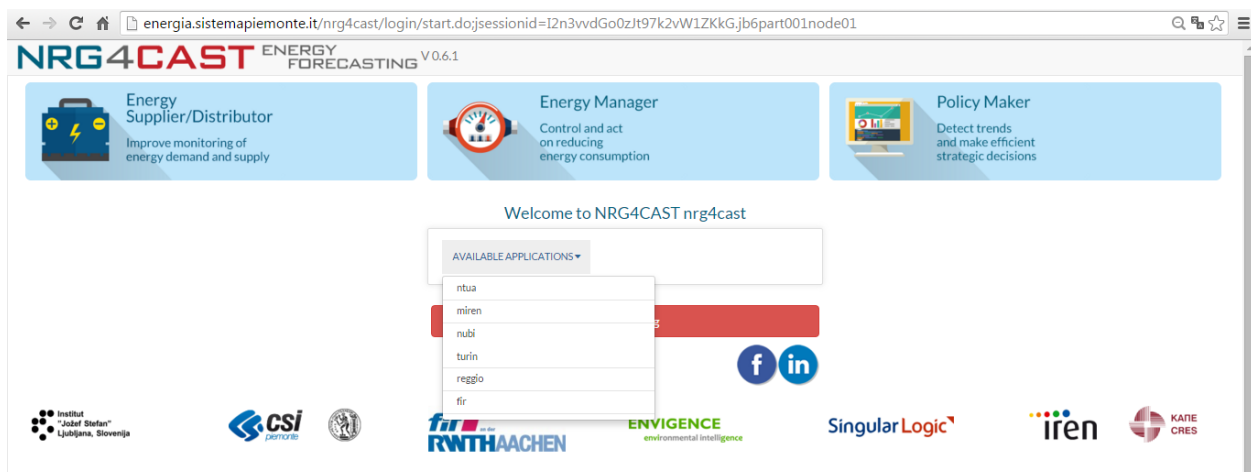 energia.sistemapiemonte.it/nrg4cast/login/start.do;jsessionid=I2n3vvdGo0zJt97k2vW1ZKkG.jb6part001node01
NRG4CAST ENERGY FORECASTING V 0.6.1
Energy
Supplier/Distributor
Improve monitoring of
energy demand and supply
Energy Manager
Control and act
on reducing
energy consumption
Policy Maker
Detect trends
and make efficient
strategic decisions
Welcome to NRG4CAST nrg4cast
AVAILABLE APPLICATIONS
ntua
miren
nubi
turin
reggio
fir
g
f in
Institut
"Jožef Stefan"
Ljubljana, Slovenija
csi
piemonte
fir
RWTHAACHEN
ENVIGENCE
environmental intelligence
SingularLogic
iren
ΚΑΠΕ
CRES